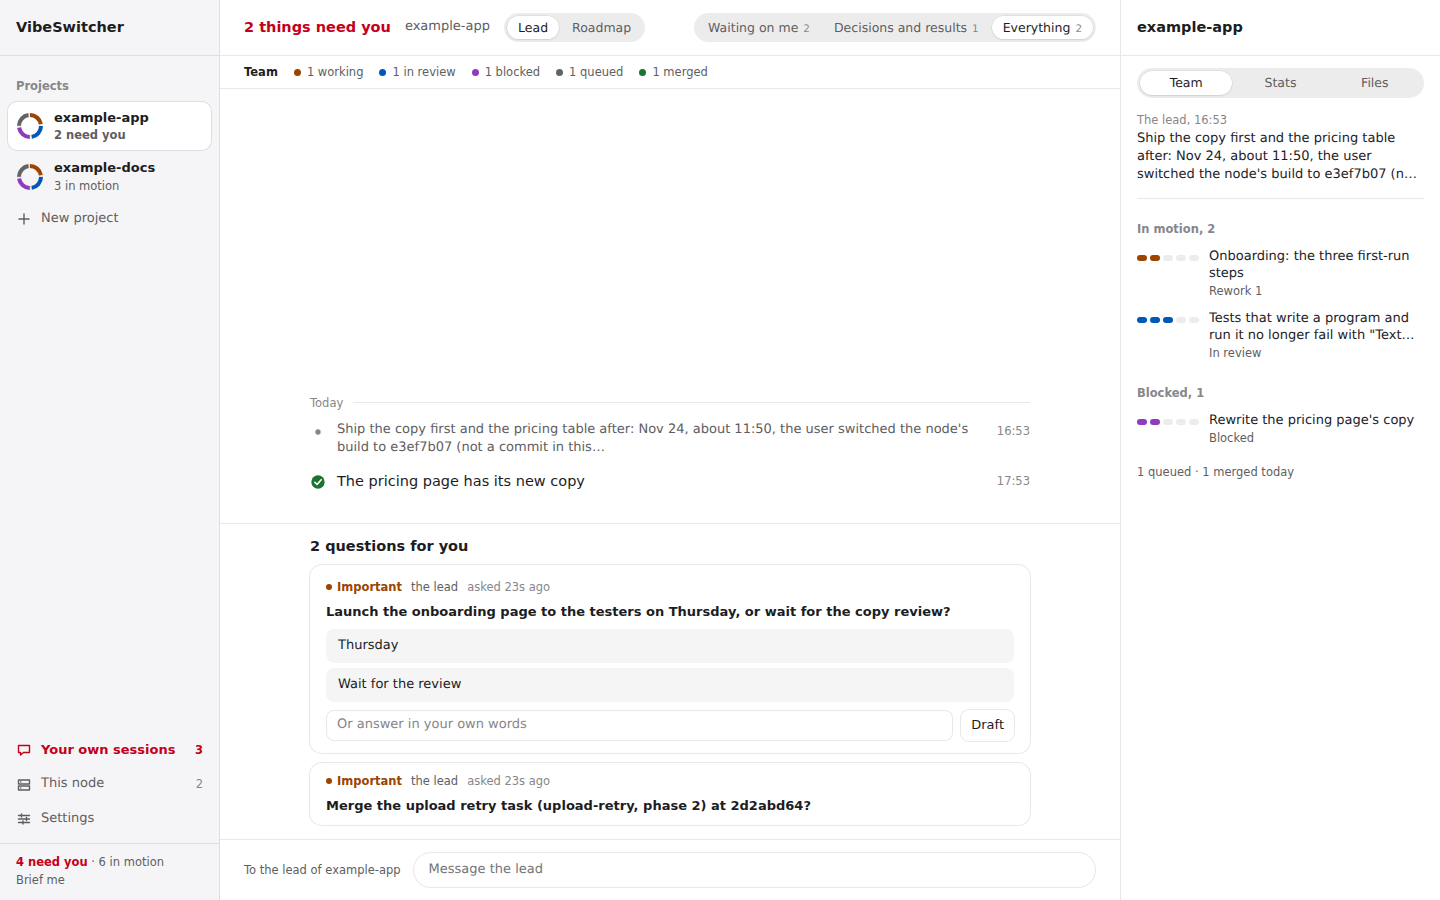 VibeSwitcher
Projects
example-app
2 need you
example-docs
3 in motion
New project
Your own sessions 3
This node 2
Settings
4 need you · 6 in motion
Brief me
2 things need you example-app Lead Roadmap Waiting on me 2 Decisions and results 1 Everything 2
Team 1 working 1 in review 1 blocked 1 queued 1 merged
Today
Ship the copy first and the pricing table after: Nov 24, about 11:50, the user switched the node's 16:53
build to e3ef7b07 (not a commit in this…
The pricing page has its new copy 17:53
2 questions for you
Important the lead asked 23s ago
Launch the onboarding page to the testers on Thursday, or wait for the copy review?
Thursday
Wait for the review
Or answer in your own words Draft
Important the lead asked 23s ago
Merge the upload retry task (upload-retry, phase 2) at 2d2abd64?
To the lead of example-app Message the lead
example-app
Team Stats Files
The lead, 16:53
Ship the copy first and the pricing table
after: Nov 24, about 11:50, the user
switched the node's build to e3ef7b07 (n…
In motion, 2
Onboarding: the three first-run
steps
Rework 1
Tests that write a program and
run it no longer fail with "Text…
In review
Blocked, 1
Rewrite the pricing page's copy
Blocked
1 queued · 1 merged today